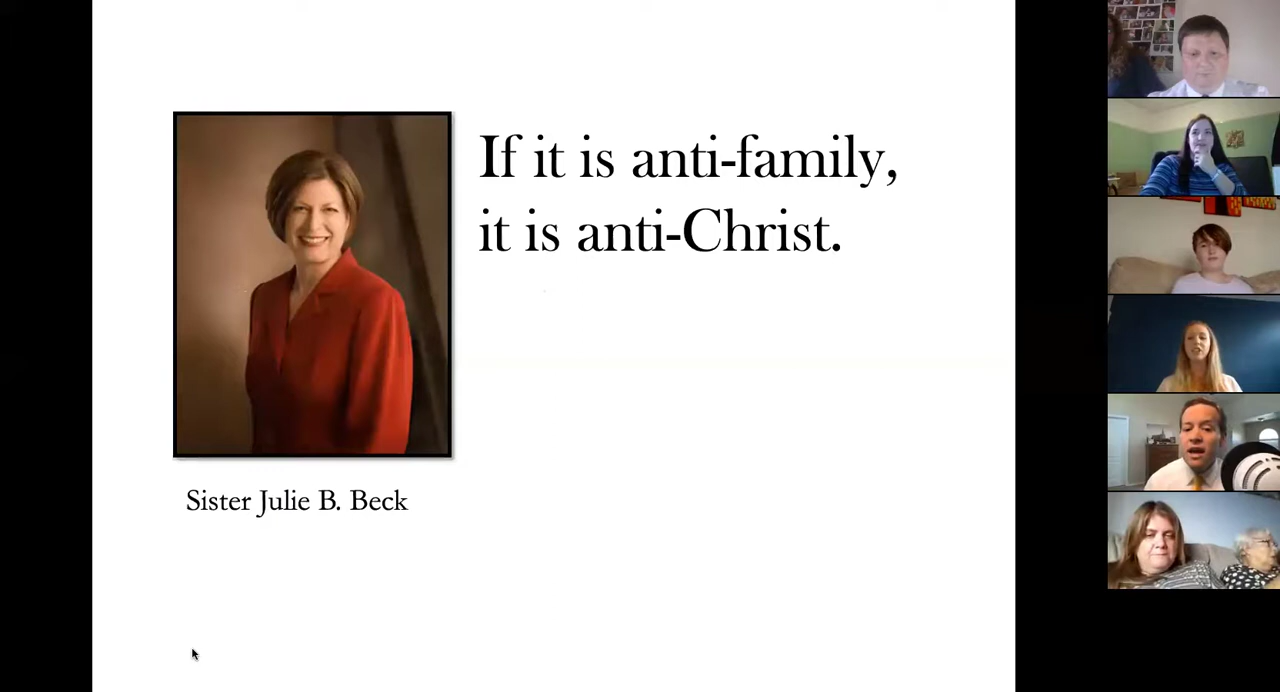 If it is anti-family,
it is anti-Christ.
Sister Julie B. Beck